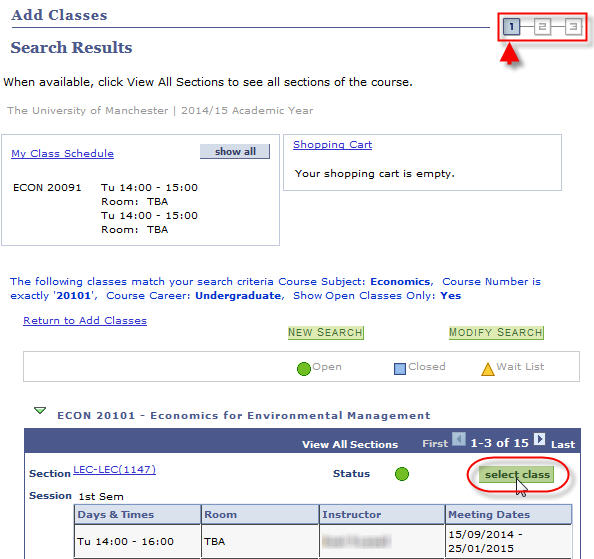 Add Classes
1 2 3
Search Results
When available, click View All Sections to see all sections of the course.
The University of Manchester | 2014/15 Academic Year
My Class Schedule
show all
ECON 20091 Tu 14:00 - 15:00
Room: TBA
Tu 14:00 - 15:00
Room: TBA
Shopping Cart
Your shopping cart is empty.
The following classes match your search criteria Course Subject: Economics, Course Number is
exactly '20101', Course Career: Undergraduate, Show Open Classes Only: Yes
Return to Add Classes
NEW SEARCH MODIFY SEARCH
Open Closed Wait List
ECON 20101 - Economics for Environmental Management
View All Sections First 1-3 of 15 Last
Section LEC-LEC(1147) Status select class
Session 1st Sem
Days & Times Room Instructor Meeting Dates
Tu 14:00 - 16:00 TBA 15/09/2014 -
25/01/2015